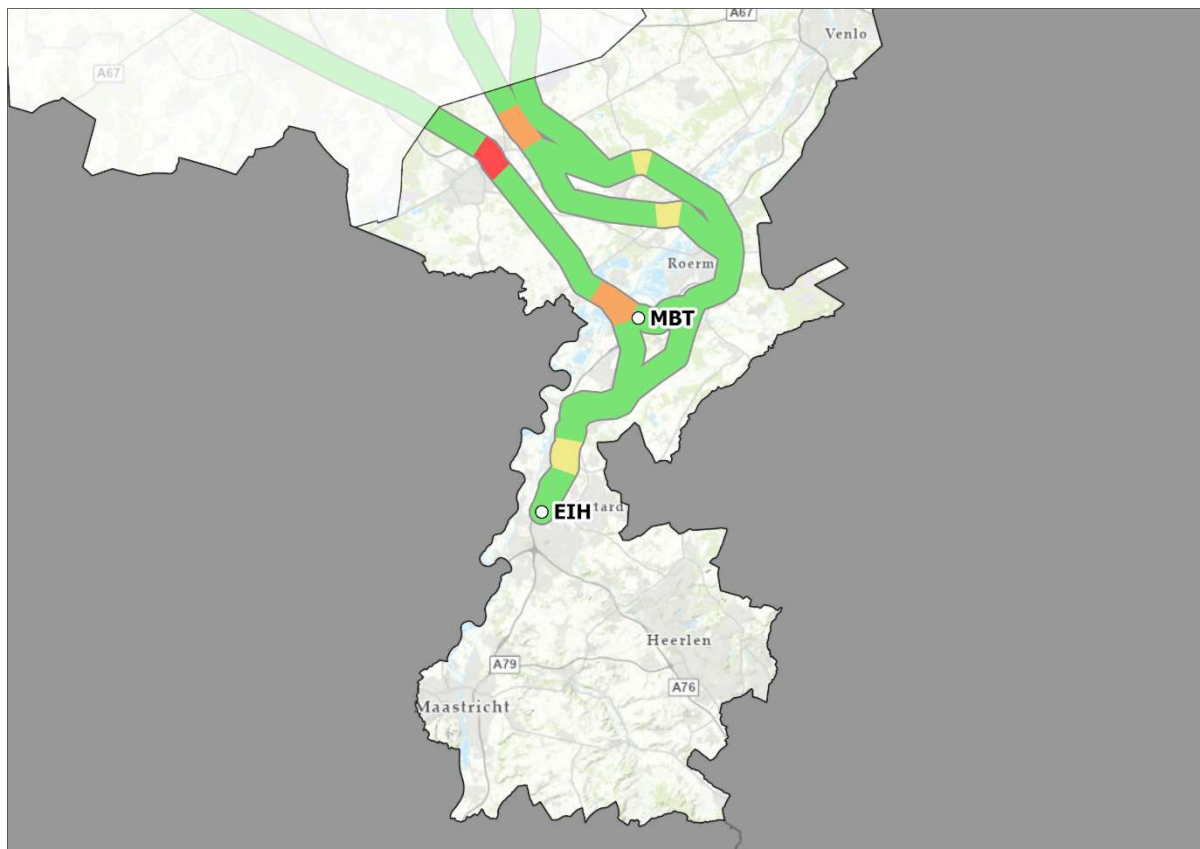 A67
Venlo
A67
Roerm
MBT
EIH
tard
Heerlen
A79
A76
Maastricht